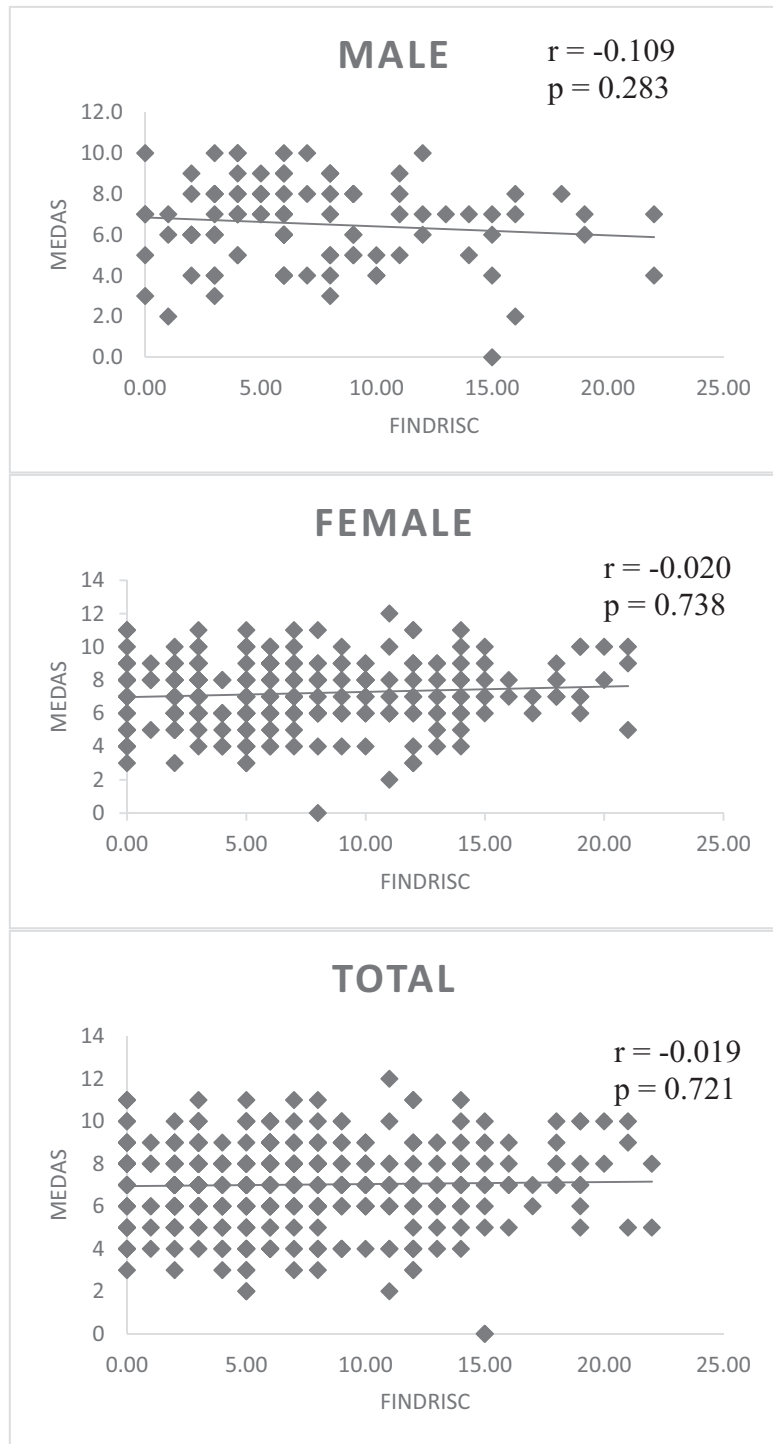 MALE
r = -0.109
p = 0.283
12.0
10.0
8.0
6.0
4.0
2.0
0.0
MEDAS
0.00 5.00 10.00 15.00 20.00 25.00
FINDRISC
FEMALE
r = -0.020
p = 0.738
14
12
10
8
6
4
2
0
MEDAS
0.00 5.00 10.00 15.00 20.00 25.00
FINDRISC
TOTAL
r = -0.019
p = 0.721
14
12
10
8
6
4
2
0
MEDAS
0.00 5.00 10.00 15.00 20.00 25.00
FINDRISC